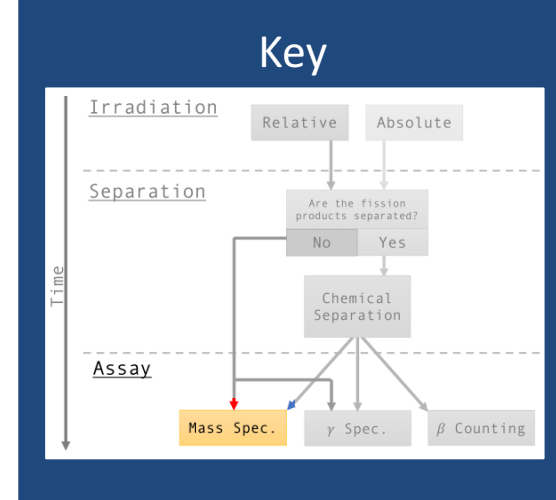 Key
Irradiation
Relative
Absolute
Separation
Are the fission
products separated?
No
Yes
Time
Chemical
Separation
Assay
Mass Spec.
γ Spec.
β Counting